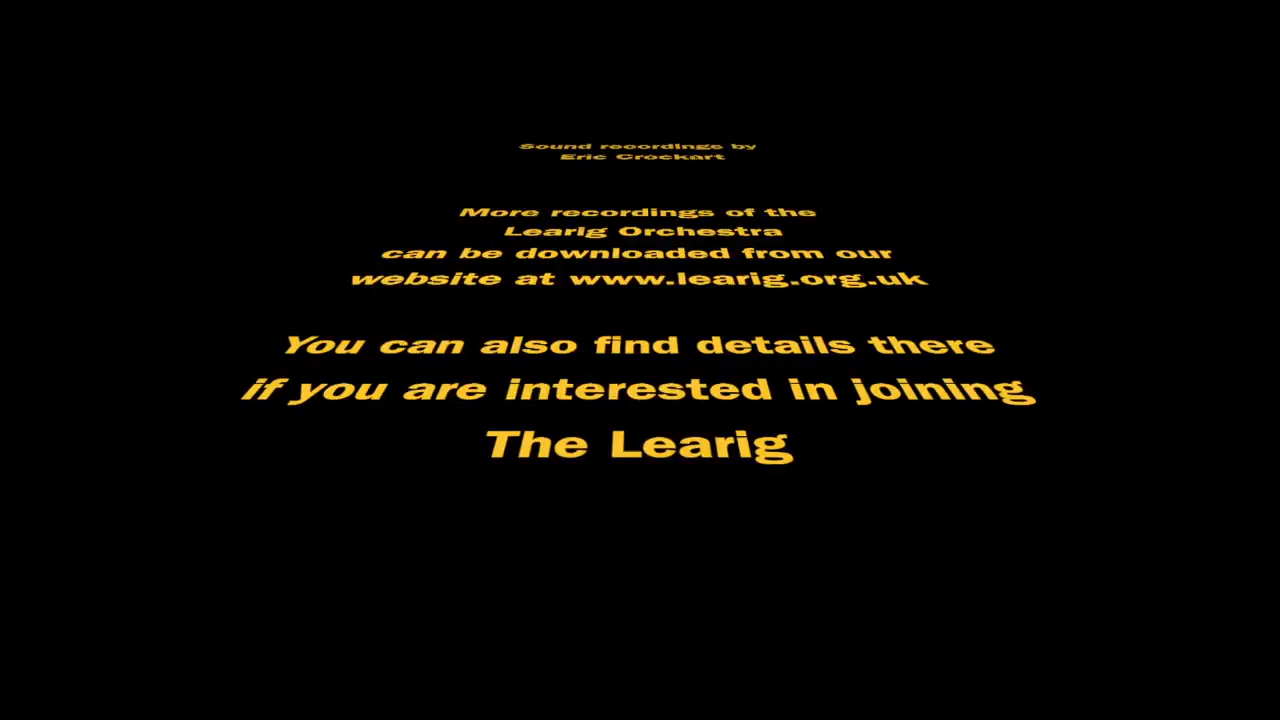 Sound recordings by
Eric Crockart
More recordings of the
Learig Orchestra
can be downloaded from our
website at www.learig.org.uk
You can also find details there
if you are interested in joining
The Learig